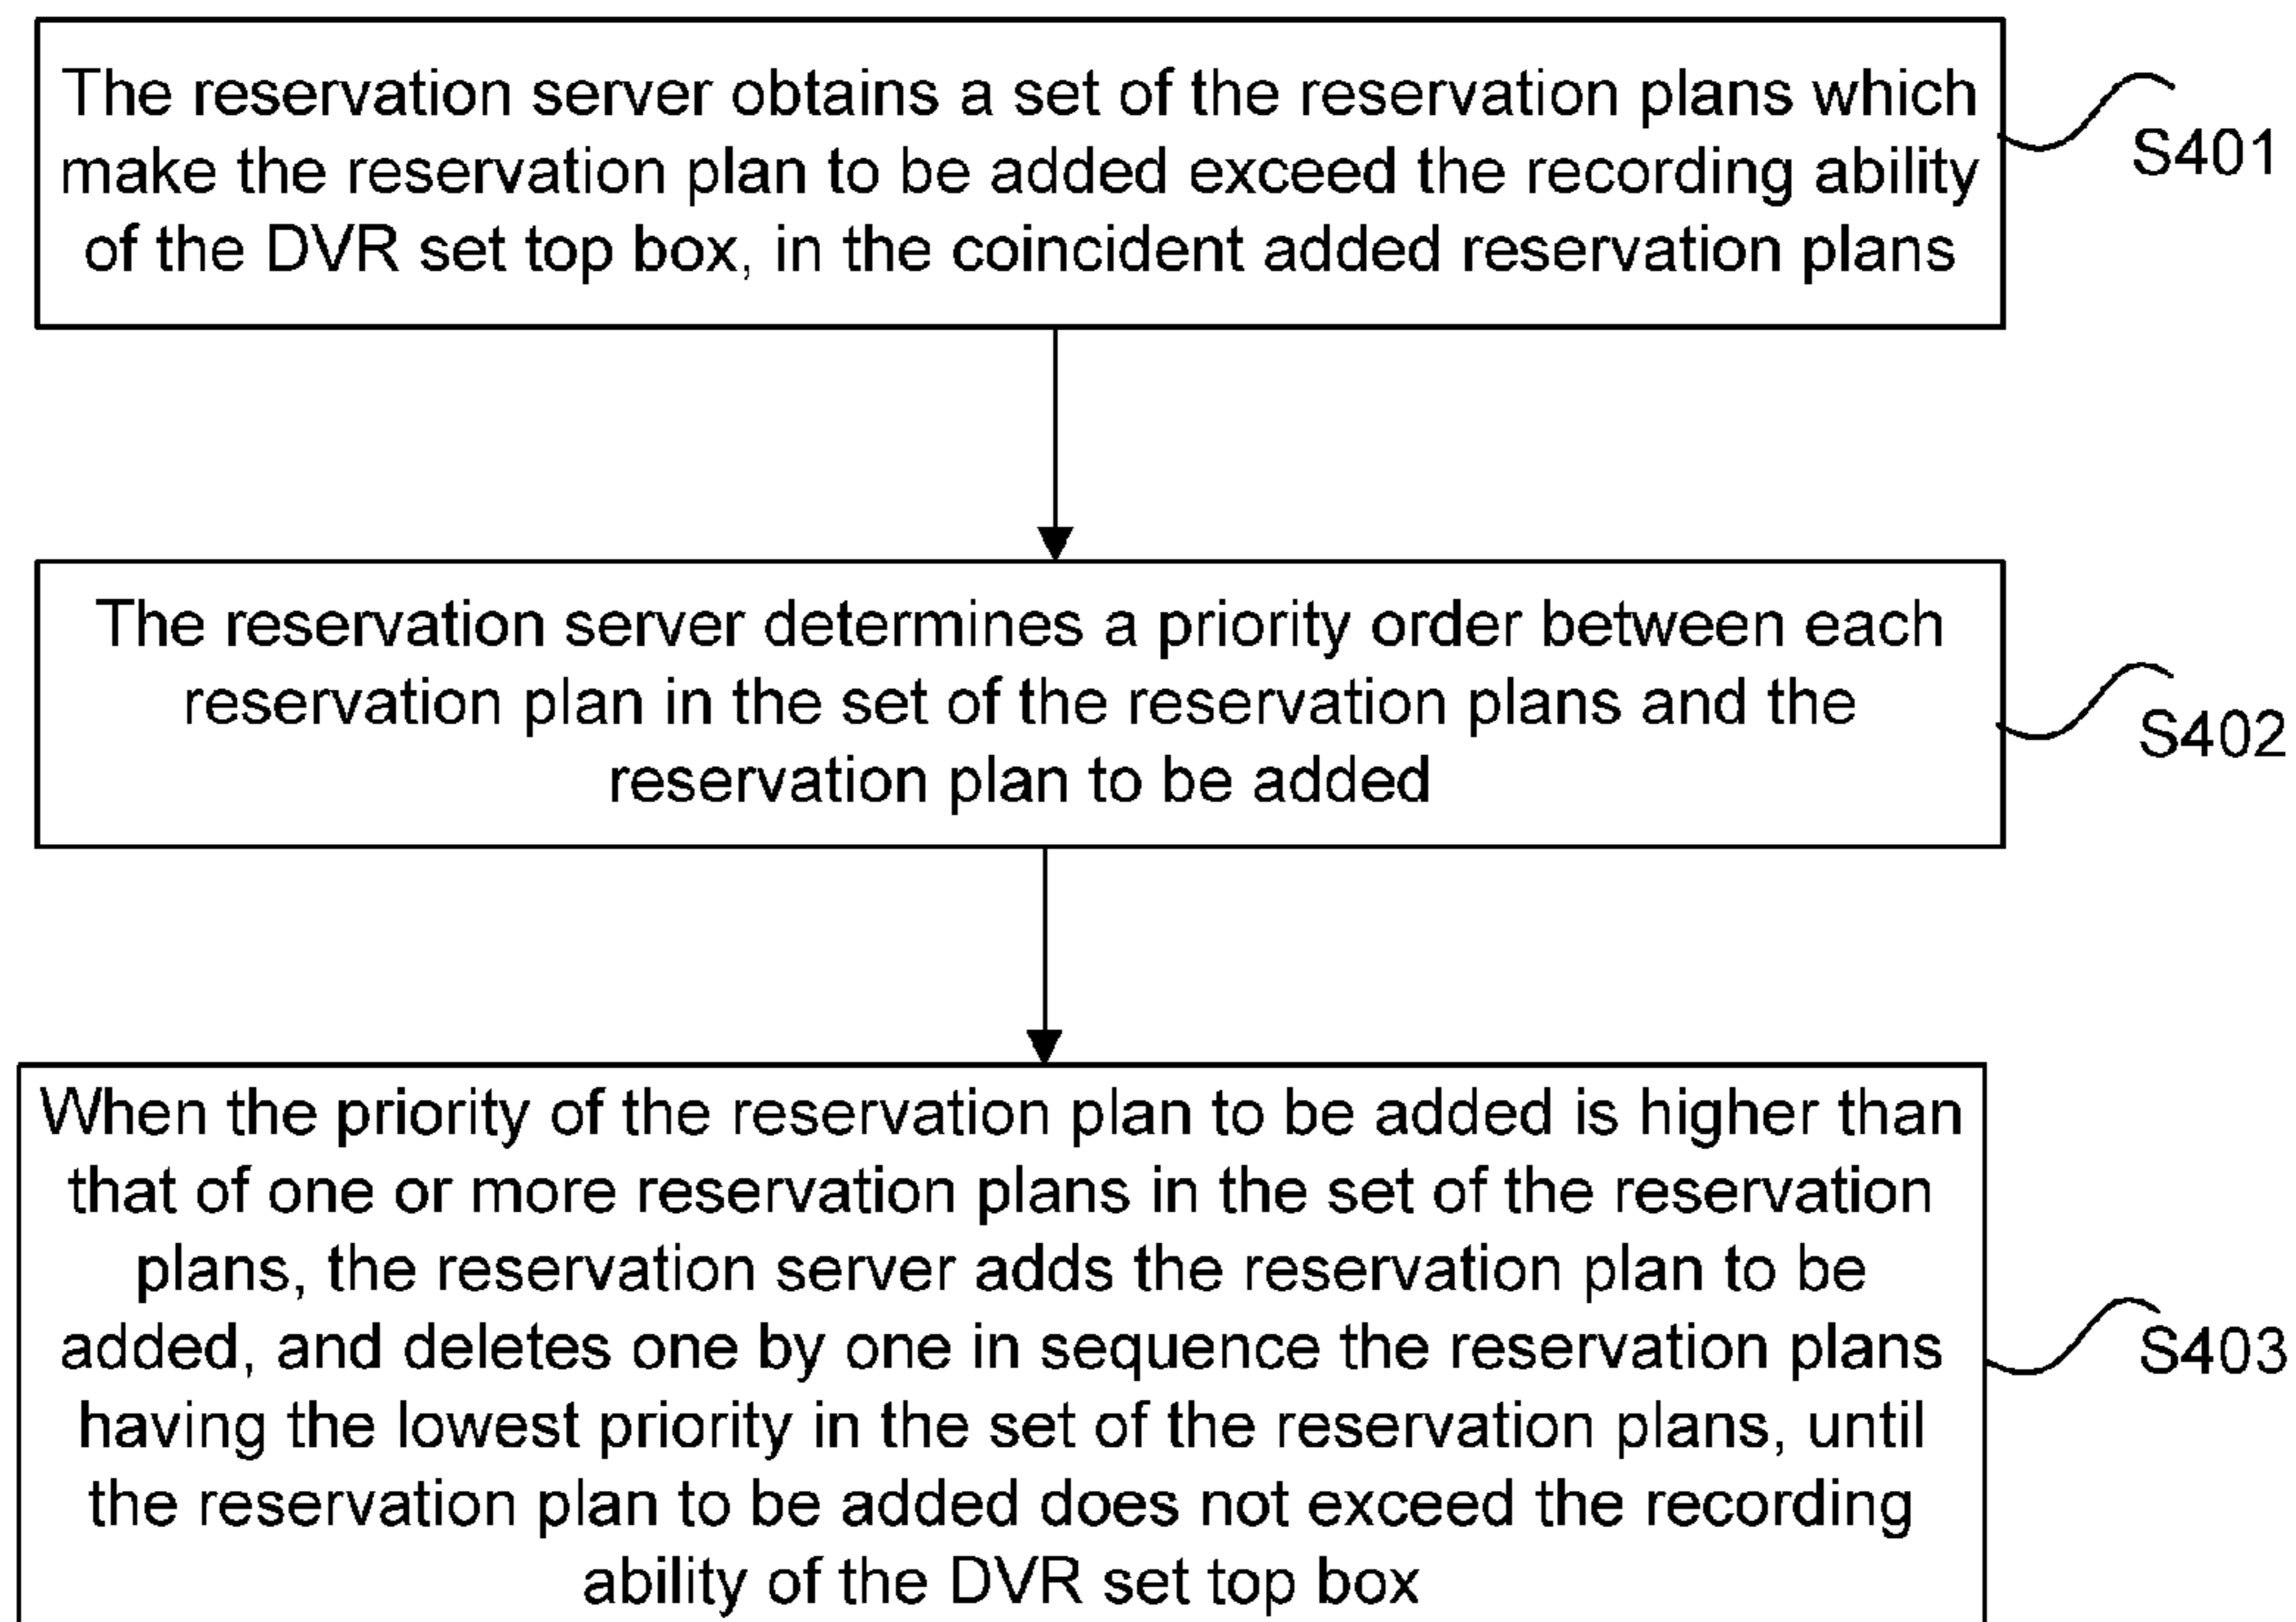 The reservation server obtains a set of the reservation plans which
make the reservation plan to be added exceed the recording ability
of the DVR set top box, in the coincident added reservation plans
S401
The reservation server determines a priority order between each
reservation plan in the set of the reservation plans and the
reservation plan to be added
S402
When the priority of the reservation plan to be added is higher than
that of one or more reservation plans in the set of the reservation
plans, the reservation server adds the reservation plan to be
added, and deletes one by one in sequence the reservation plans
having the lowest priority in the set of the reservation plans, until
the reservation plan to be added does not exceed the recording
ability of the DVR set top box
S403